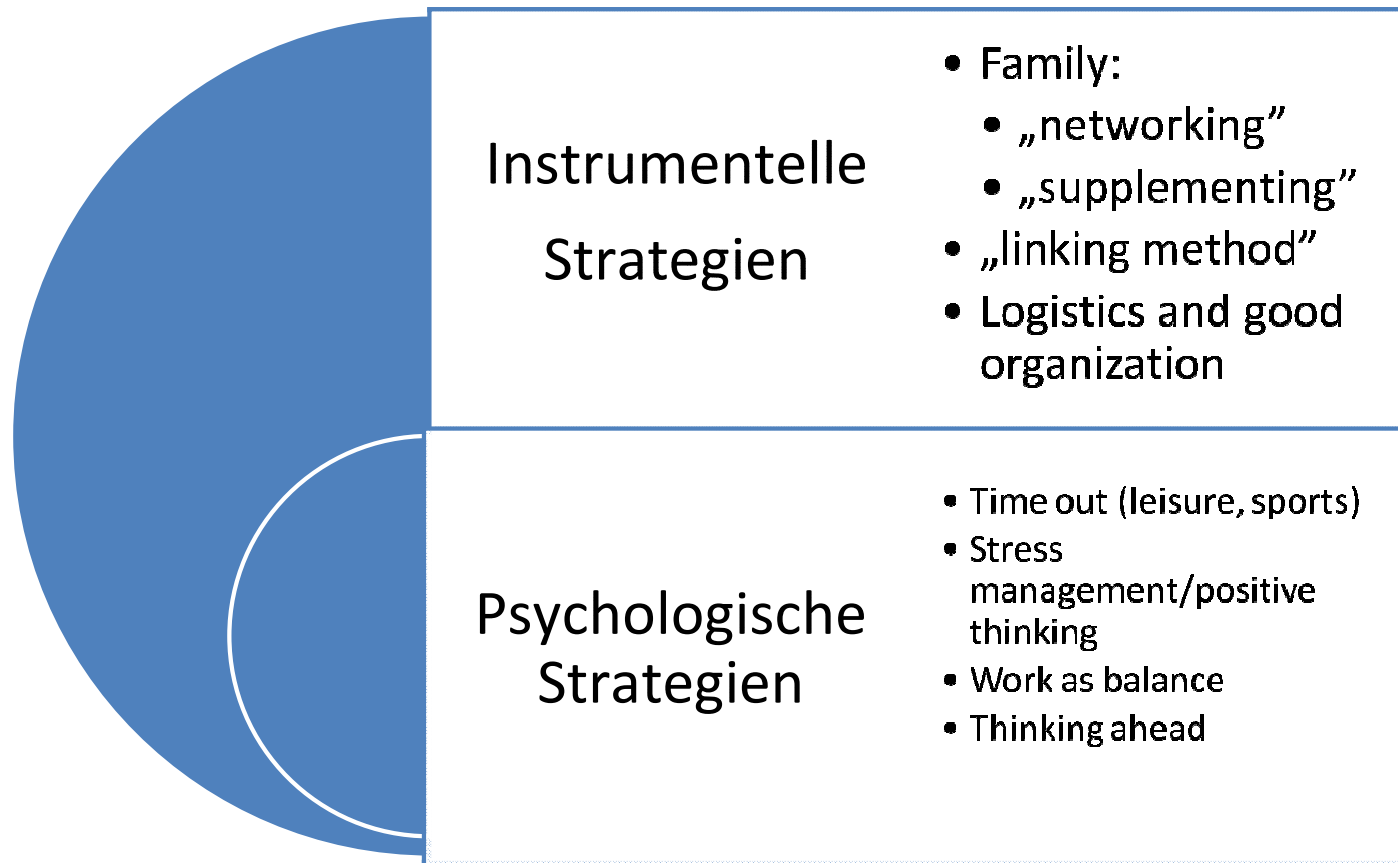 Instrumentelle
Strategien
• Family:
• „networking”
• „supplementing”
• „linking method”
• Logistics and good
organization
Psychologische
Strategien
• Time out (leisure, sports)
• Stress
management/positive
thinking
• Work as balance
• Thinking ahead